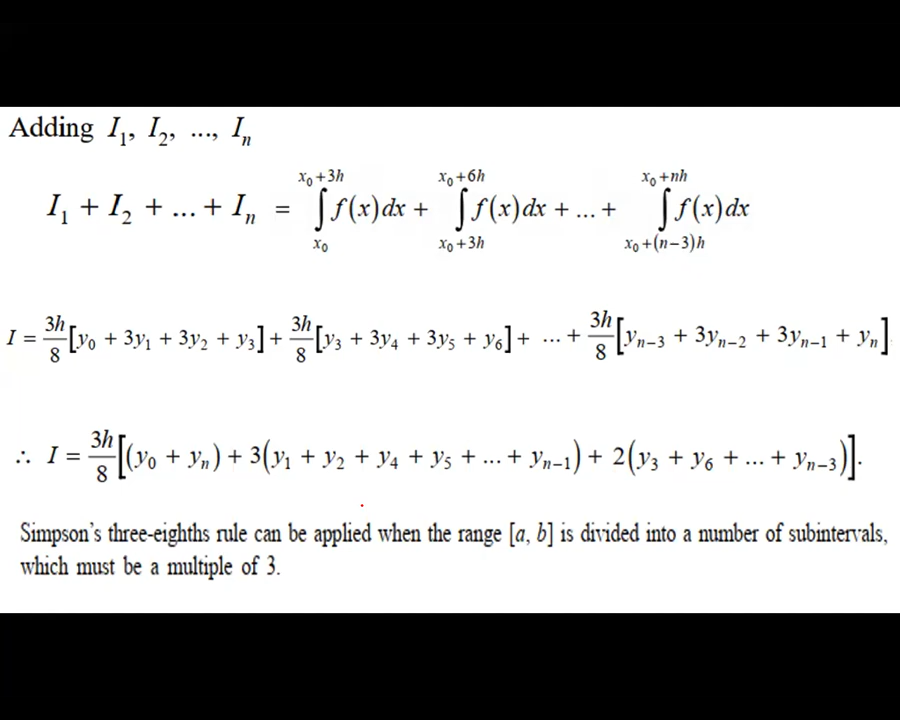 Adding I₁, I₂, ..., Iₙ
I₁ + I₂ + ... + Iₙ = ∫_{x₀}^{x₀+3h} f(x)dx + ∫_{x₀+3h}^{x₀+6h} f(x)dx + ... + ∫_{x₀+(n−3)h}^{x₀+nh} f(x)dx
I = 3h/8 [y₀ + 3y₁ + 3y₂ + y₃] + 3h/8 [y₃ + 3y₄ + 3y₅ + y₆] + ... + 3h/8 [yₙ₋₃ + 3yₙ₋₂ + 3yₙ₋₁ + yₙ]
∴ I = 3h/8 [(y₀ + yₙ) + 3(y₁ + y₂ + y₄ + y₅ + ... + yₙ₋₁) + 2(y₃ + y₆ + ... + yₙ₋₃)].
Simpson's three-eighths rule can be applied when the range [a, b] is divided into a number of subintervals,
which must be a multiple of 3.